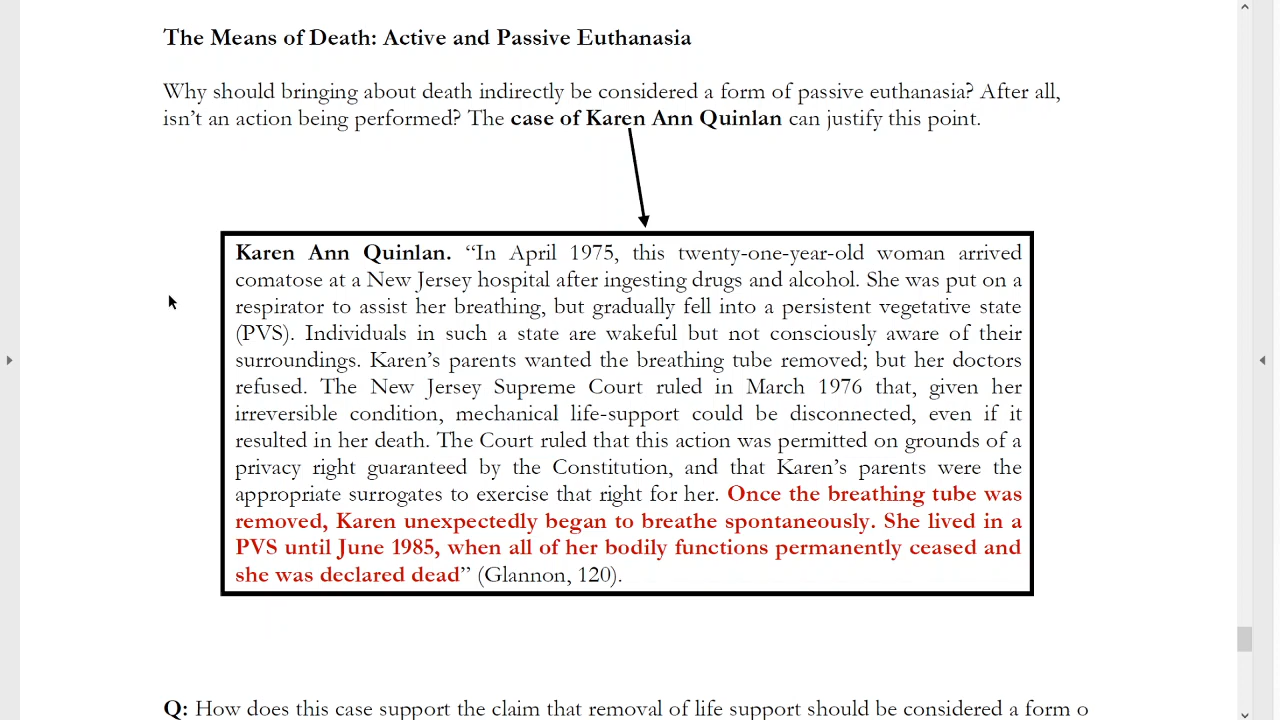 The Means of Death: Active and Passive Euthanasia
Why should bringing about death indirectly be considered a form of passive euthanasia? After all,
isn’t an action being performed? The case of Karen Ann Quinlan can justify this point.
Karen Ann Quinlan. “In April 1975, this twenty-one-year-old woman arrived
comatose at a New Jersey hospital after ingesting drugs and alcohol. She was put on a
respirator to assist her breathing, but gradually fell into a persistent vegetative state
(PVS). Individuals in such a state are wakeful but not consciously aware of their
surroundings. Karen’s parents wanted the breathing tube removed; but her doctors
refused. The New Jersey Supreme Court ruled in March 1976 that, given her
irreversible condition, mechanical life-support could be disconnected, even if it
resulted in her death. The Court ruled that this action was permitted on grounds of a
privacy right guaranteed by the Constitution, and that Karen’s parents were the
appropriate surrogates to exercise that right for her. Once the breathing tube was
removed, Karen unexpectedly began to breathe spontaneously. She lived in a
PVS until June 1985, when all of her bodily functions permanently ceased and
she was declared dead” (Glannon, 120).
Q: How does this case support the claim that removal of life support should be considered a form o